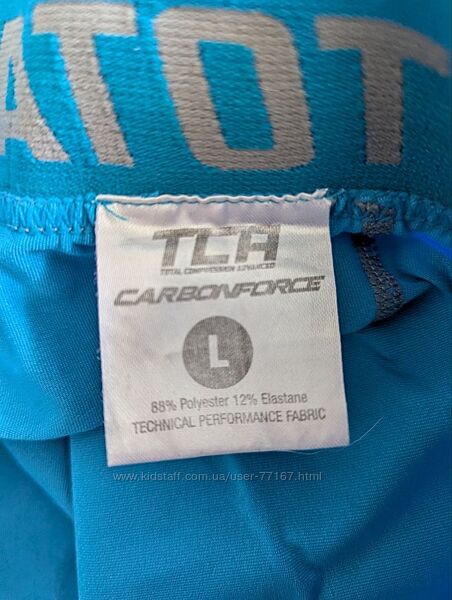 ATOT
TCA
TOTAL COMPRESSION ADVANCED
CARBONFORCE
L
88% Polyester 12% Elastane
TECHNICAL PERFORMANCE FABRIC
www.kidstaff.com.ua/user-77167.html